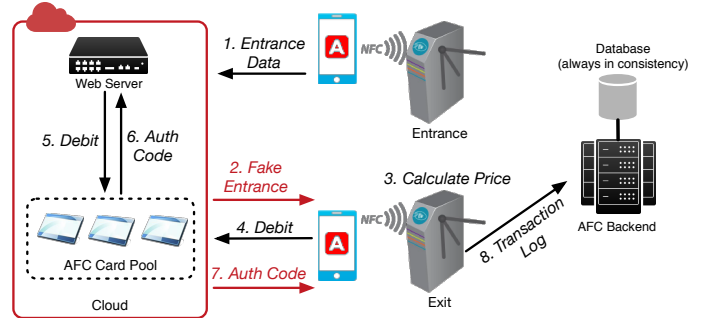 1. Entrance
Data
A
NFC
Web Server
Entrance
Database
(always in consistency)
5. Debit
6. Auth
Code
2. Fake
Entrance
3. Calculate Price
4. Debit
A
NFC
8. Transaction
Log
AFC Backend
AFC Card Pool
7. Auth Code
Cloud
Exit